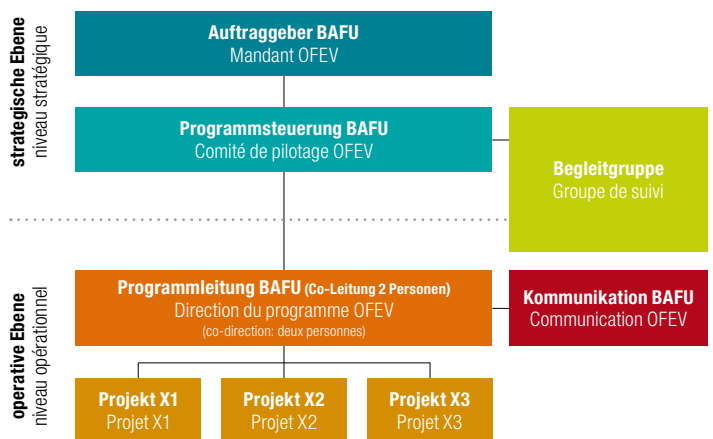 strategische Ebene
niveau stratégique
Auftraggeber BAFU
Mandant OFEV
Programmsteuerung BAFU
Comité de pilotage OFEV
Begleitgruppe
Groupe de suivi
operative Ebene
niveau opérationnel
Programmleitung BAFU (Co-Leitung 2 Personen)
Direction du programme OFEV
(co-direction: deux personnes)
Kommunikation BAFU
Communication OFEV
Projekt X1
Projet X1
Projekt X2
Projet X2
Projekt X3
Projet X3